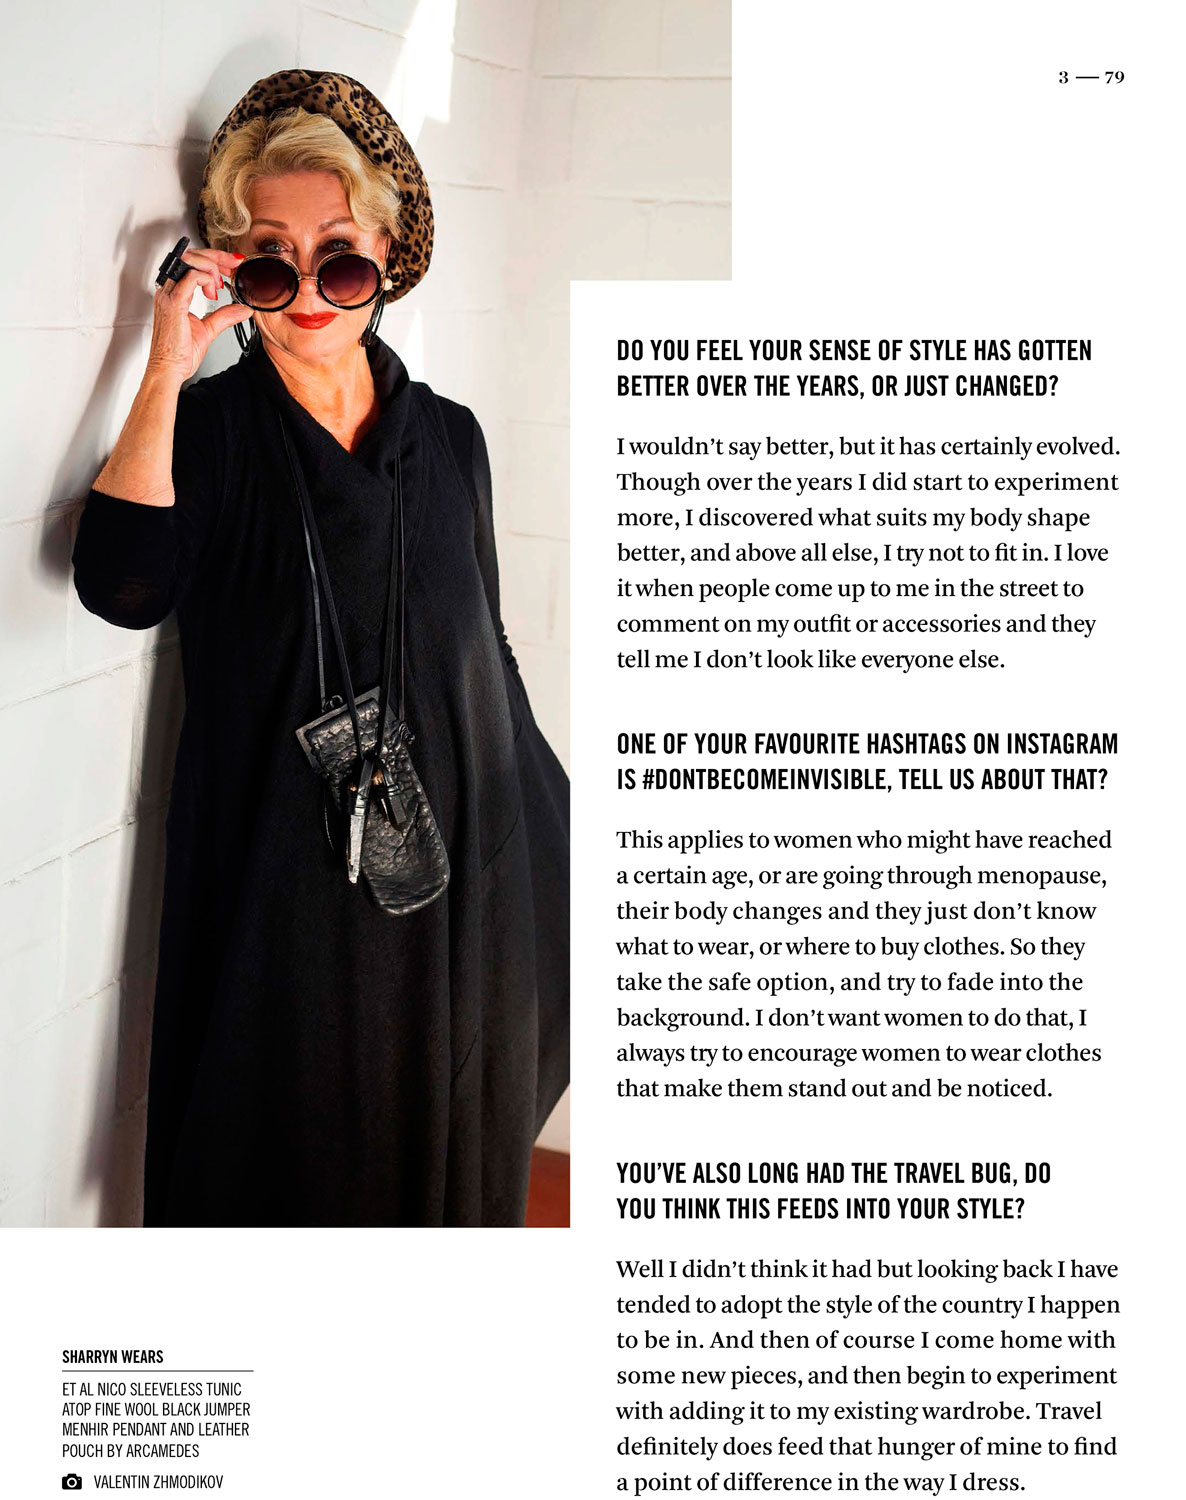 3 — 79
DO YOU FEEL YOUR SENSE OF STYLE HAS GOTTEN
BETTER OVER THE YEARS, OR JUST CHANGED?
I wouldn’t say better, but it has certainly evolved.
Though over the years I did start to experiment
more, I discovered what suits my body shape
better, and above all else, I try not to fit in. I love
it when people come up to me in the street to
comment on my outfit or accessories and they
tell me I don’t look like everyone else.
ONE OF YOUR FAVOURITE HASHTAGS ON INSTAGRAM
IS #DONTBECOMEINVISIBLE, TELL US ABOUT THAT?
This applies to women who might have reached
a certain age, or are going through menopause,
their body changes and they just don’t know
what to wear, or where to buy clothes. So they
take the safe option, and try to fade into the
background. I don’t want women to do that, I
always try to encourage women to wear clothes
that make them stand out and be noticed.
YOU’VE ALSO LONG HAD THE TRAVEL BUG, DO
YOU THINK THIS FEEDS INTO YOUR STYLE?
Well I didn’t think it had but looking back I have
tended to adopt the style of the country I happen
to be in. And then of course I come home with
some new pieces, and then begin to experiment
with adding it to my existing wardrobe. Travel
definitely does feed that hunger of mine to find
a point of difference in the way I dress.
SHARRYN WEARS
ET AL NICO SLEEVELESS TUNIC
ATOP FINE WOOL BLACK JUMPER
MENHIR PENDANT AND LEATHER
POUCH BY ARCAMEDES
VALENTIN ZHMODIKOV